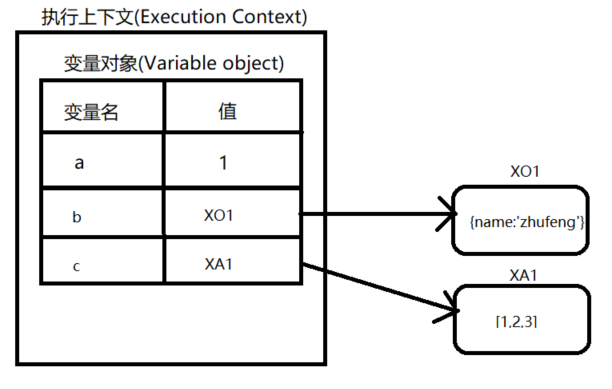 执行上下文(Execution Context)
变量对象(Variable object)
变量名 值
a 1
b XO1
c XA1
XO1
{name:'zhufeng'}
XA1
[1,2,3]